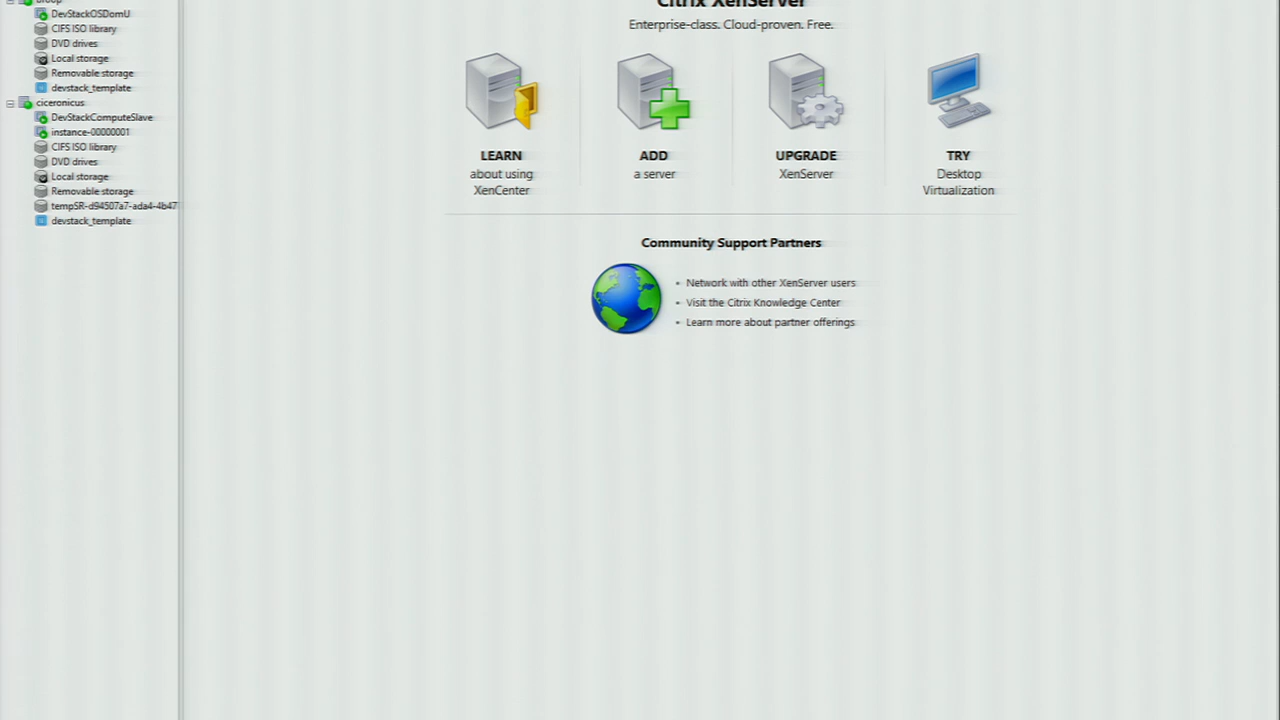 DevStackOSDomU
CIFS ISO library
DVD drives
Local storage
Removable storage
devstack_template
ciceronicus
DevStackComputeSlave
instance-00000001
CIFS ISO library
DVD drives
Local storage
Removable storage
tempSR-d94507a7-ada4-4b47
devstack_template
Citrix XenServer
Enterprise-class. Cloud-proven. Free.
LEARN
about using
XenCenter
ADD
a server
UPGRADE
XenServer
TRY
Desktop
Virtualization
Community Support Partners
• Network with other XenServer users
• Visit the Citrix Knowledge Center
• Learn more about partner offerings